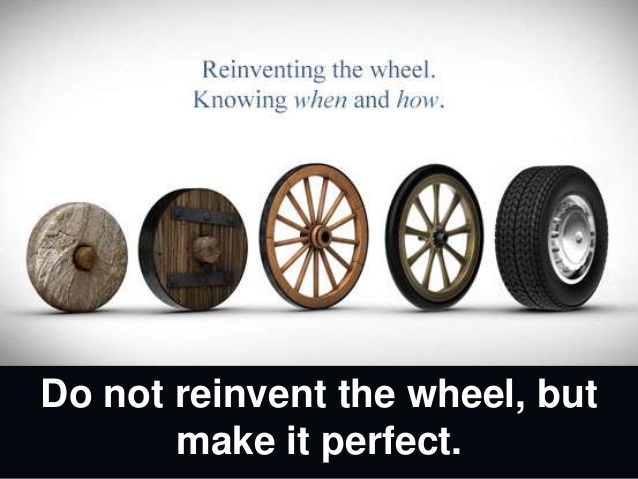 Reinventing the wheel.
Knowing when and how.
Do not reinvent the wheel, but
make it perfect.